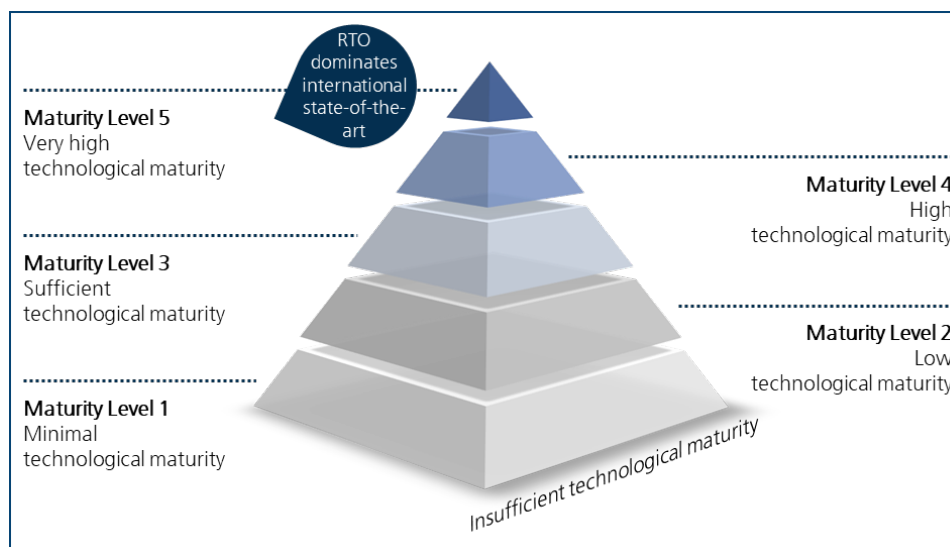 RTO
dominates
international
state-of-the-
art
Maturity Level 5
Very high
technological maturity
Maturity Level 4
High
technological maturity
Maturity Level 3
Sufficient
technological maturity
Maturity Level 2
Low
technological maturity
Maturity Level 1
Minimal
technological maturity
Insufficient technological maturity